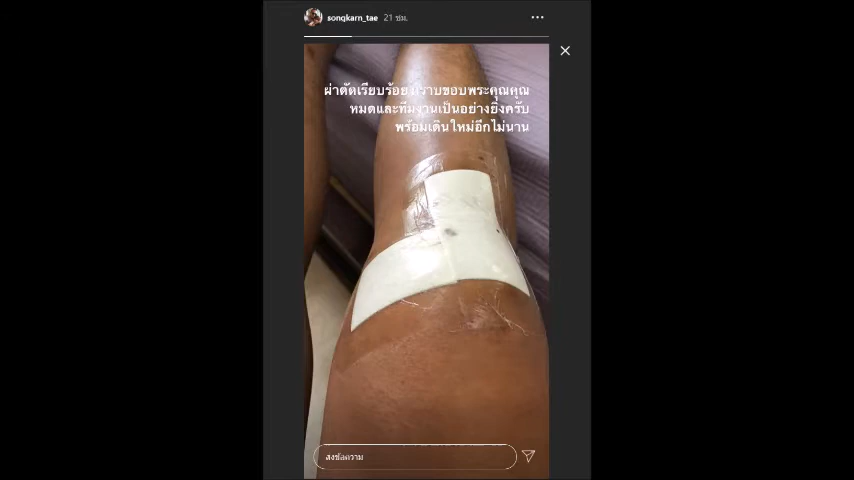 songkarn_tae 21 ชม.
ผ่าตัดเรียบร้อย กราบขอบพระคุณคุณ
หมอและทีมงานเป็นอย่างยิ่งครับ
พร้อมเดินใหม่อีกไม่นาน
ส่งข้อความ